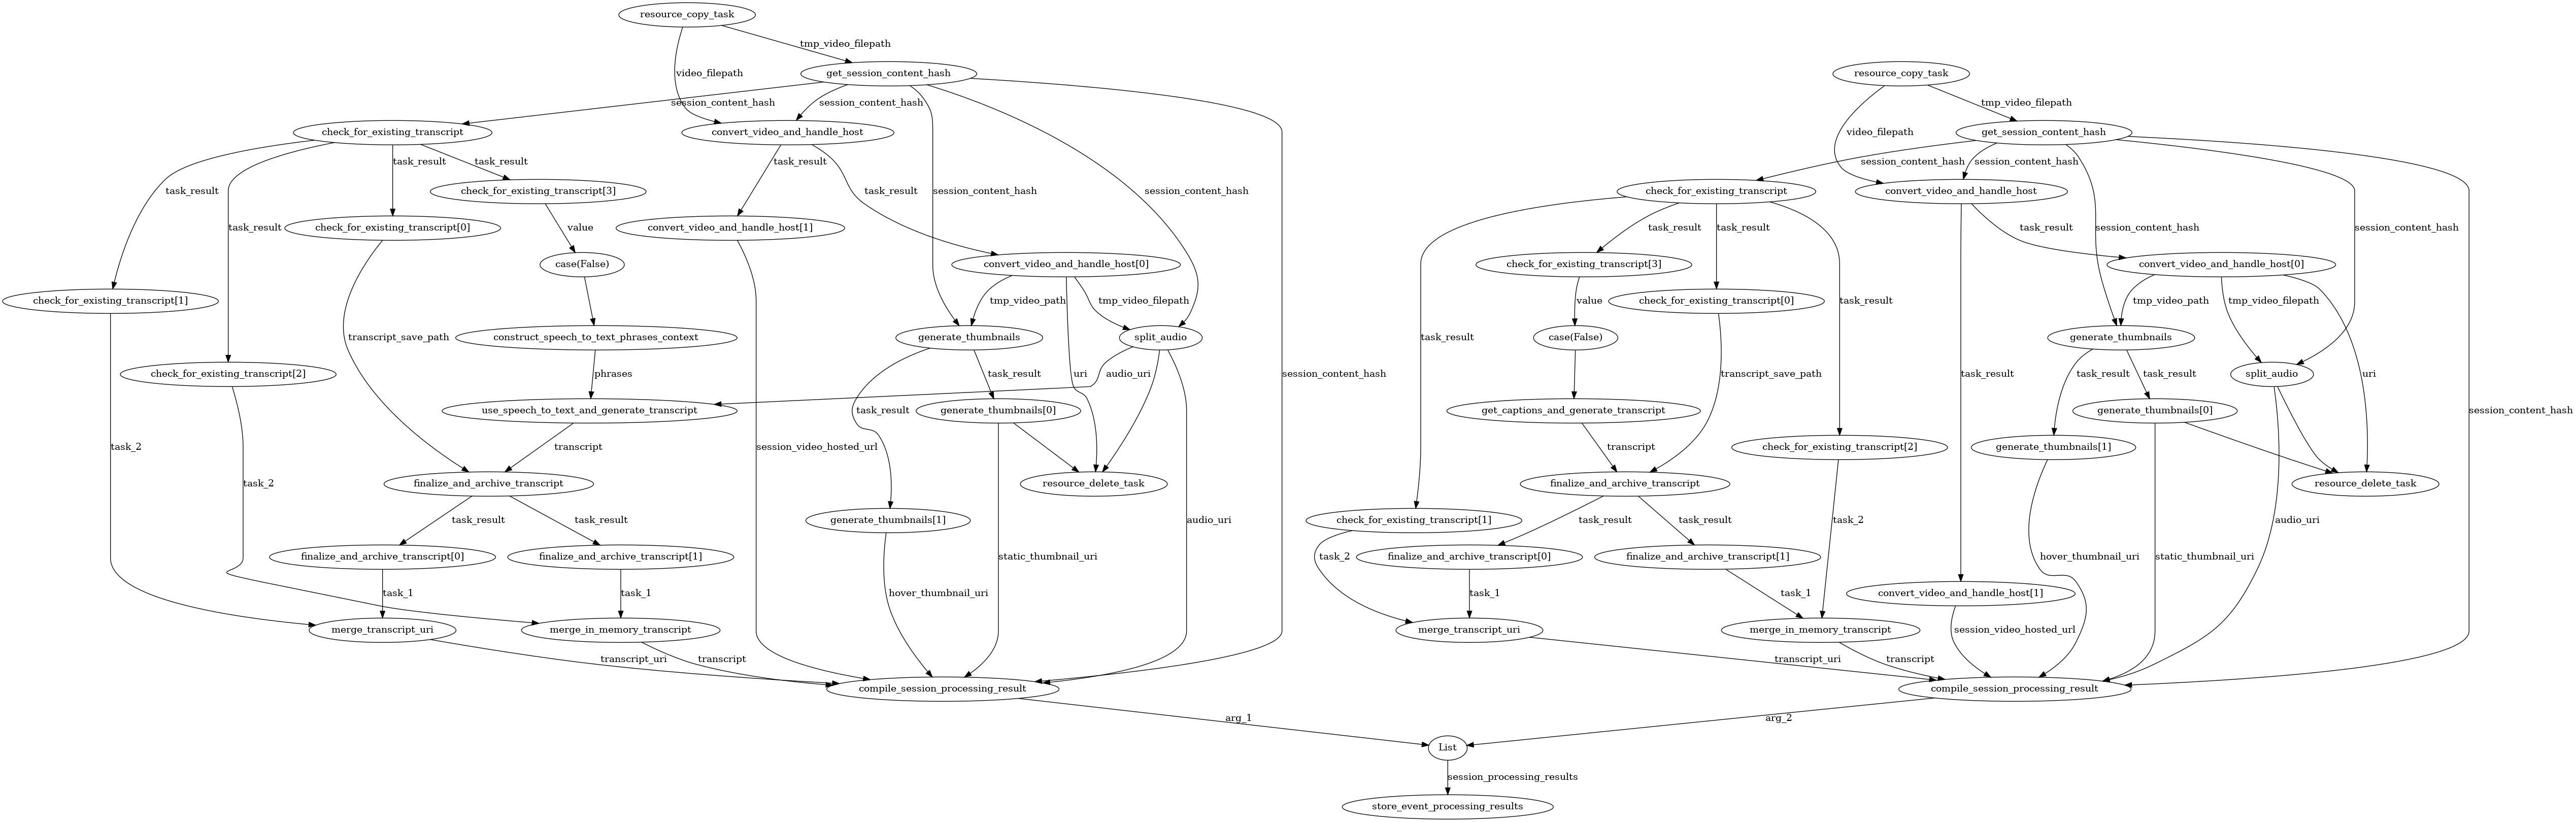 resource_copy_task
tmp_video_filepath
video_filepath
get_session_content_hash
resource_copy_task
session_content_hash
session_content_hash
tmp_video_filepath
check_for_existing_transcript
convert_video_and_handle_host
get_session_content_hash
video_filepath
task_result
task_result
task_result
session_content_hash
session_content_hash
task_result
check_for_existing_transcript[3]
task_result
session_content_hash
session_content_hash
check_for_existing_transcript
convert_video_and_handle_host
check_for_existing_transcript[0]
task_result
value
convert_video_and_handle_host[1]
task_result
task_result
task_result
session_content_hash
session_content_hash
case(False)
convert_video_and_handle_host[0]
check_for_existing_transcript[3]
convert_video_and_handle_host[0]
check_for_existing_transcript[1]
tmp_video_path
tmp_video_filepath
value
check_for_existing_transcript[0]
task_result
tmp_video_path
tmp_video_filepath
transcript_save_path
construct_speech_to_text_phrases_context
generate_thumbnails
split_audio
task_result
case(False)
generate_thumbnails
check_for_existing_transcript[2]
phrases
task_result
uri
audio_uri
session_content_hash
transcript_save_path
task_result
task_result
task_result
split_audio
uri
use_speech_to_text_and_generate_transcript
task_result
generate_thumbnails[0]
get_captions_and_generate_transcript
generate_thumbnails[0]
session_content_hash
task_2
transcript
session_video_hosted_url
transcript
check_for_existing_transcript[2]
generate_thumbnails[1]
task_2
finalize_and_archive_transcript
resource_delete_task
finalize_and_archive_transcript
resource_delete_task
task_result
task_result
generate_thumbnails[1]
audio_uri
check_for_existing_transcript[1]
task_result
task_result
task_2
audio_uri
finalize_and_archive_transcript[0]
finalize_and_archive_transcript[1]
static_thumbnail_uri
task_2
finalize_and_archive_transcript[0]
finalize_and_archive_transcript[1]
hover_thumbnail_uri
static_thumbnail_uri
task_1
task_1
hover_thumbnail_uri
task_1
task_1
convert_video_and_handle_host[1]
merge_transcript_uri
merge_in_memory_transcript
merge_transcript_uri
merge_in_memory_transcript
session_video_hosted_url
transcript_uri
transcript
transcript_uri
transcript
compile_session_processing_result
compile_session_processing_result
arg_1
arg_2
List
session_processing_results
store_event_processing_results